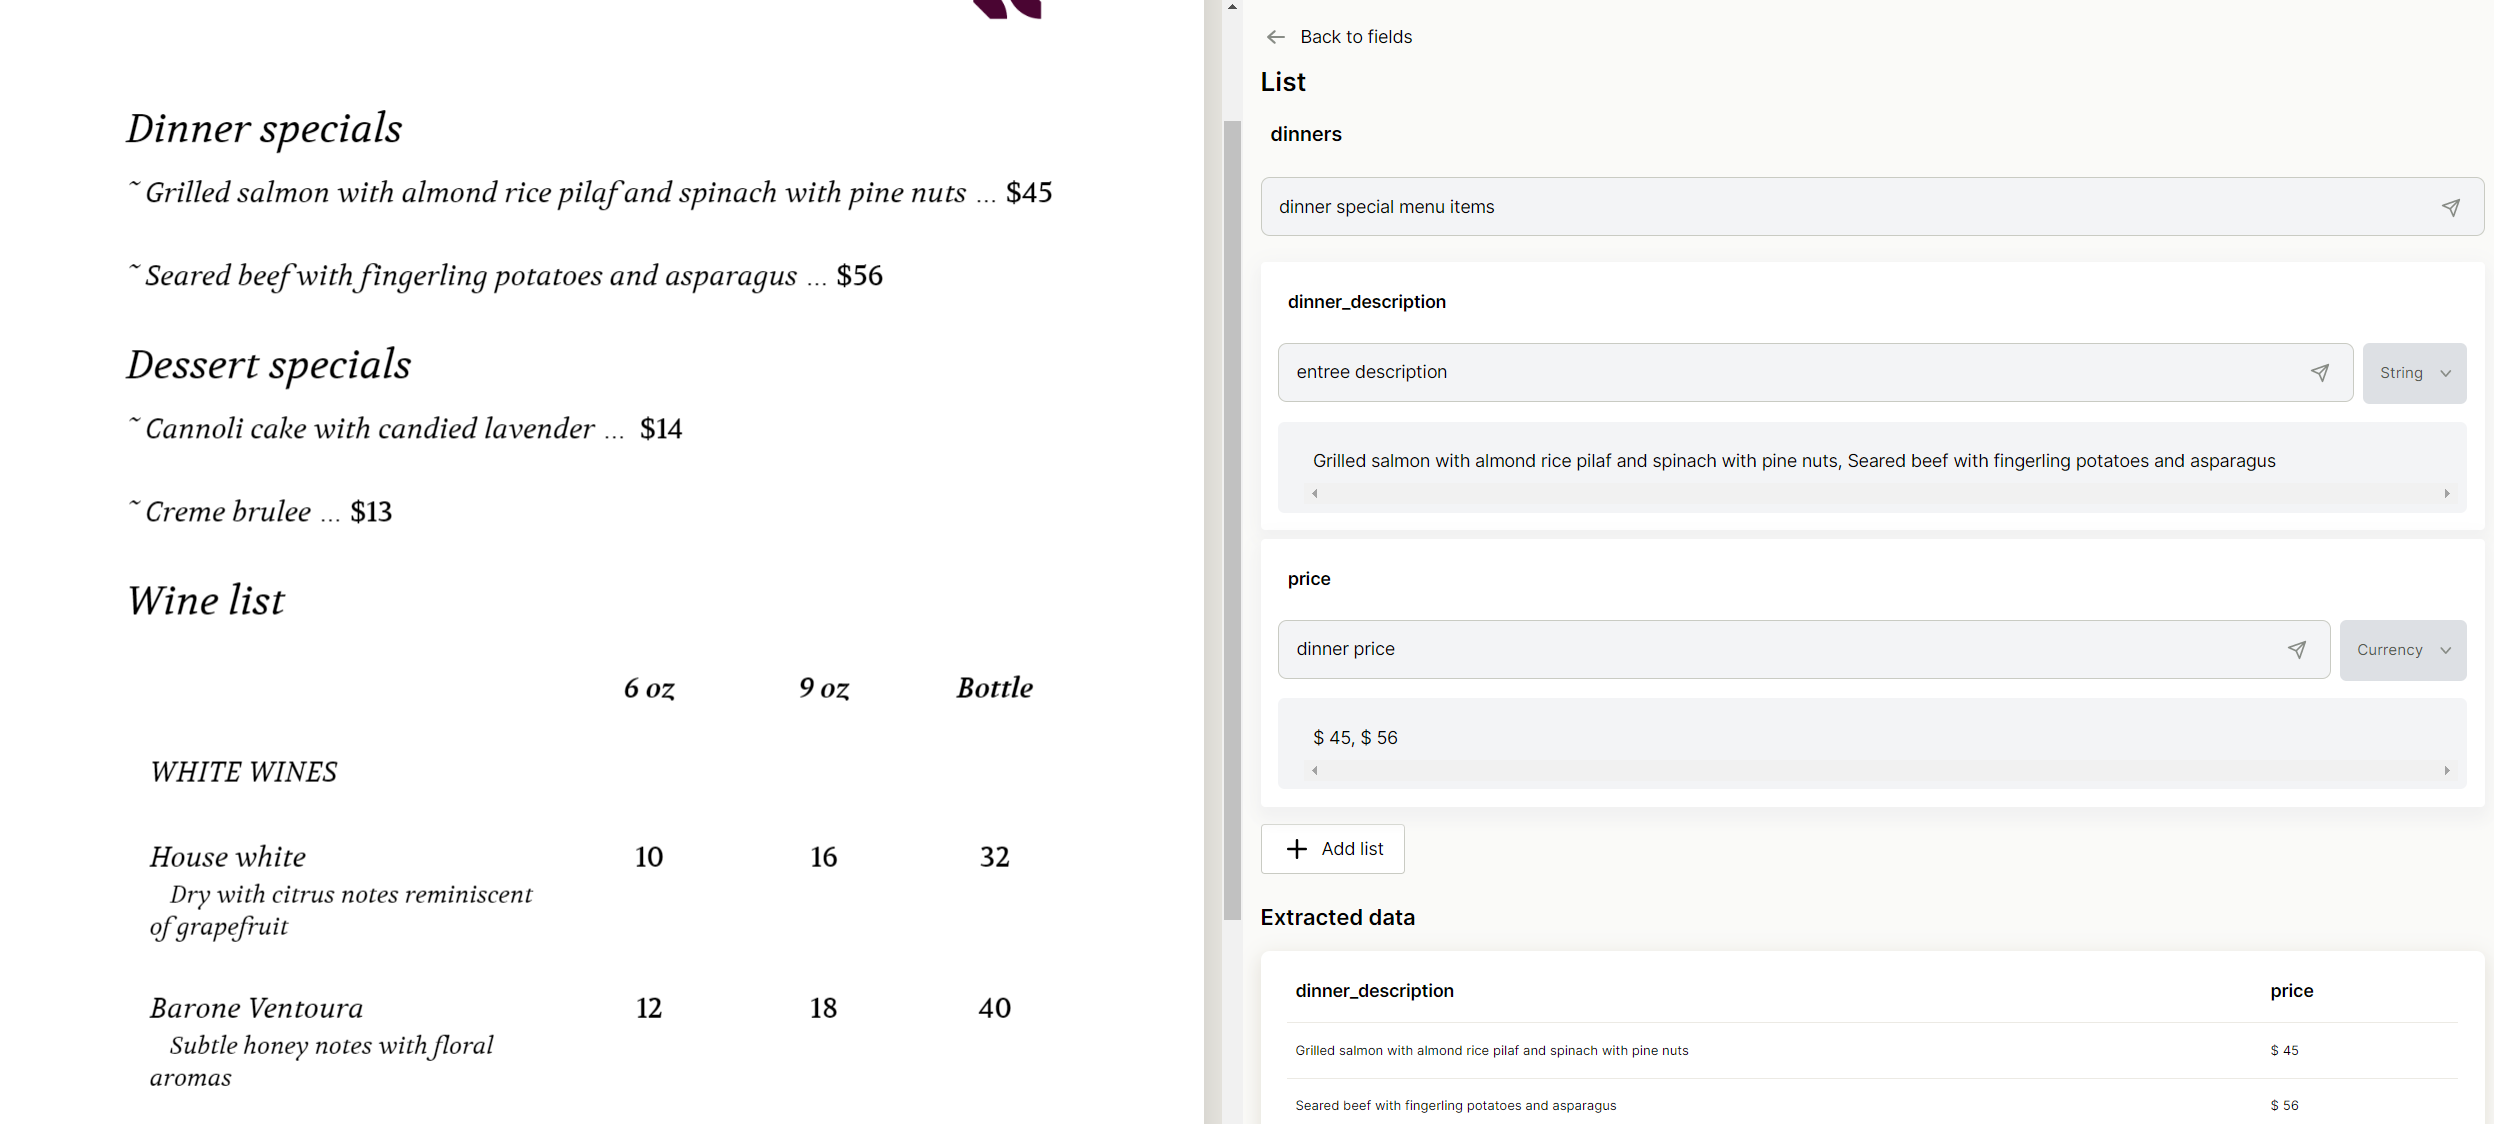 Dinner specials
~ Grilled salmon with almond rice pilaf and spinach with pine nuts ... $45
~ Seared beef with fingerling potatoes and asparagus ... $56
Dessert specials
~ Cannoli cake with candied lavender ... $14
~ Creme brulee ... $13
Wine list
6 oz 9 oz Bottle
WHITE WINES
House white 10 16 32
Dry with citrus notes reminiscent
of grapefruit
Barone Ventoura 12 18 40
Subtle honey notes with floral
aromas
Back to fields
List
dinners
dinner special menu items
dinner_description
entree description String
Grilled salmon with almond rice pilaf and spinach with pine nuts, Seared beef with fingerling potatoes and asparagus
price
dinner price Currency
$ 45, $ 56
Add list
Extracted data
dinner_description price
Grilled salmon with almond rice pilaf and spinach with pine nuts $ 45
Seared beef with fingerling potatoes and asparagus $ 56